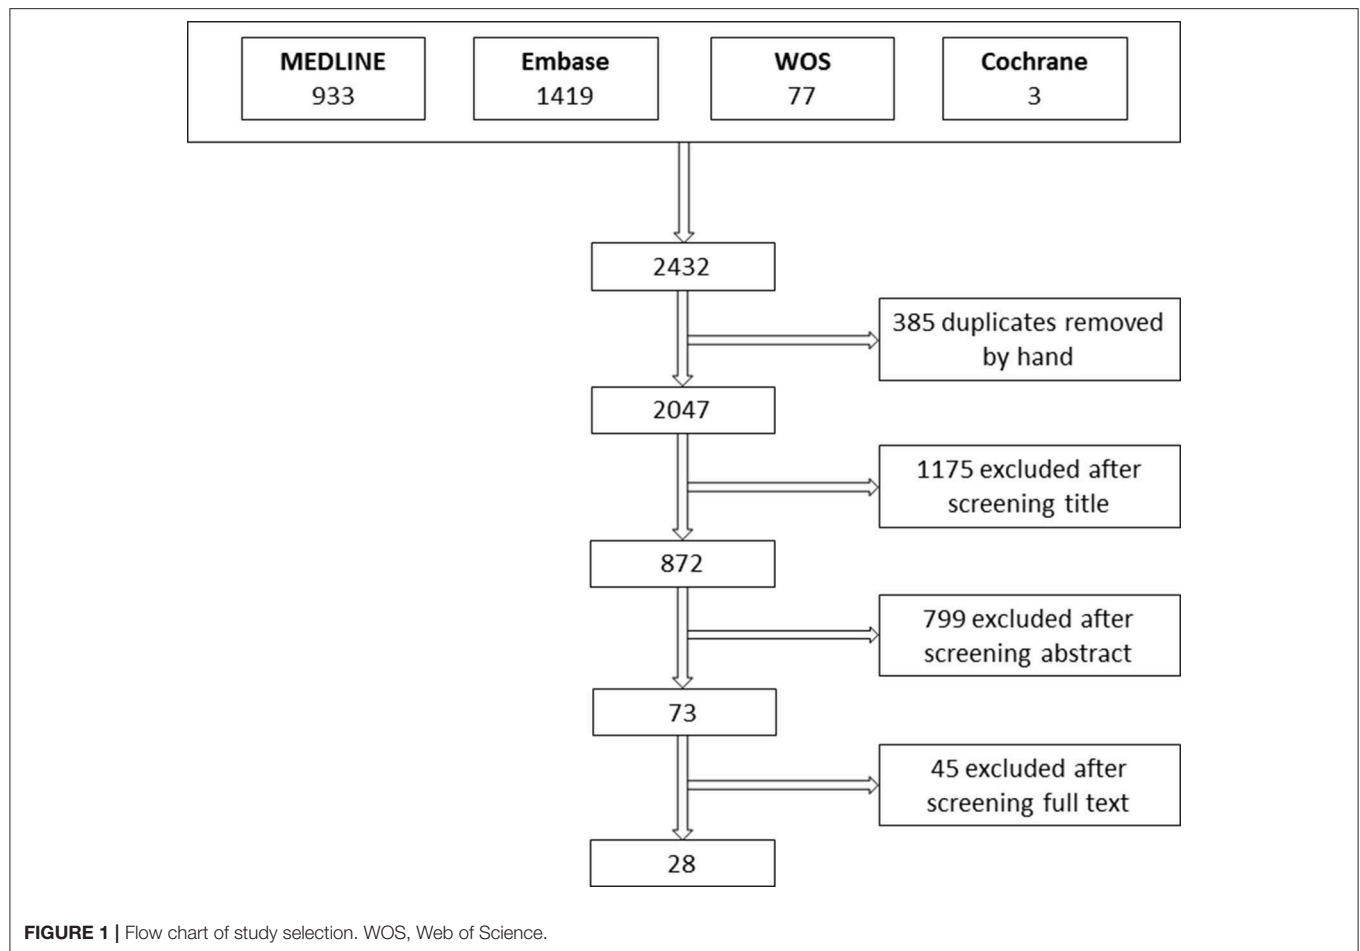 MEDLINE
933
Embase
1419
WOS
77
Cochrane
3
2432
385 duplicates removed
by hand
2047
1175 excluded after
screening title
872
799 excluded after
screening abstract
73
45 excluded after
screening full text
28
FIGURE 1 | Flow chart of study selection. WOS, Web of Science.